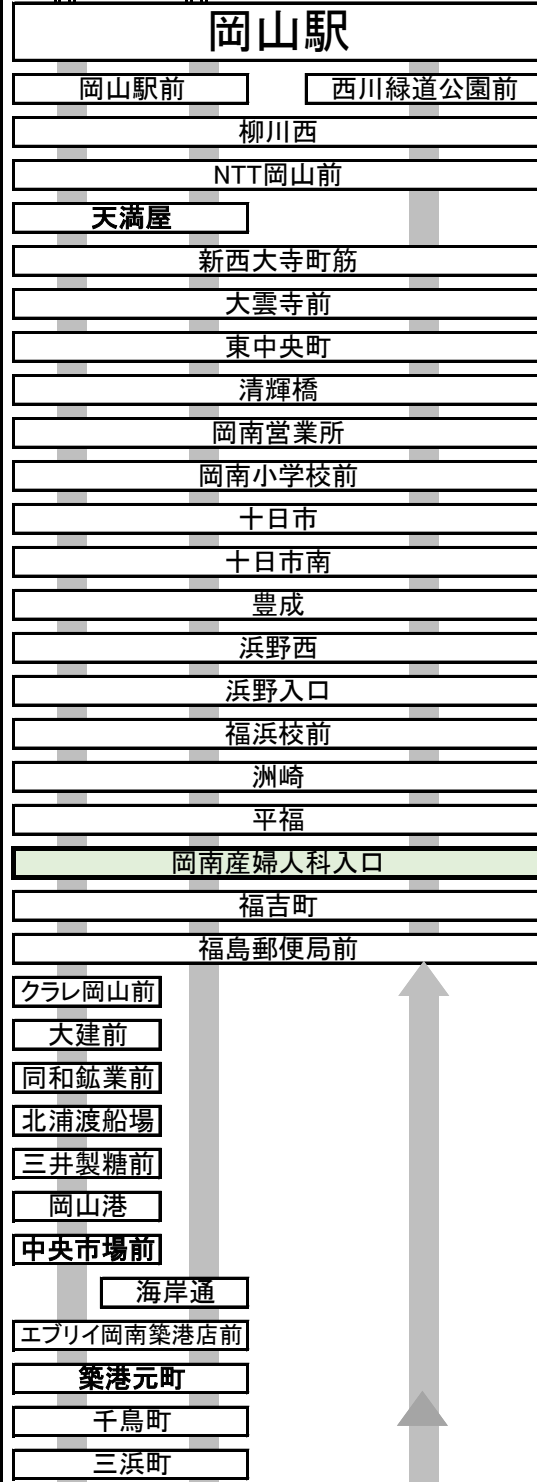 岡山駅
岡山駅前 西川緑道公園前
柳川西
NTT岡山前
天満屋
新西大寺町筋
大雲寺前
東中央町
清輝橋
岡南営業所
岡南小学校前
十日市
十日市南
豊成
浜野西
浜野入口
福浜校前
洲崎
平福
岡南産婦人科入口
福吉町
福島郵便局前
クラレ岡山前
大建前
同和鉱業前
北浦渡船場
三井製糖前
岡山港
中央市場前
海岸通
エブリイ岡南築港店前
築港元町
千鳥町
三浜町